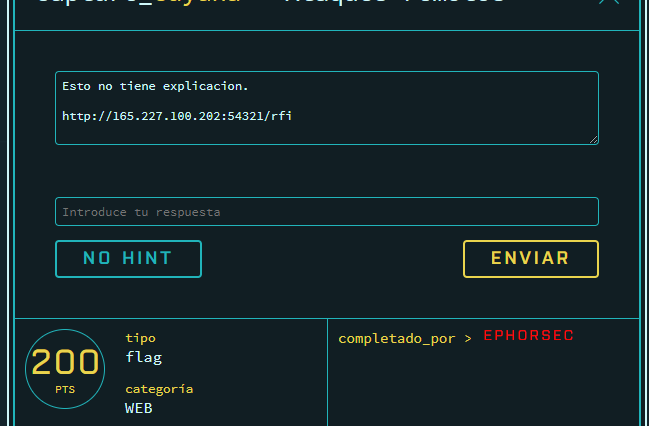 Esto no tiene explicacion.
http://165.227.100.202:54321/rfi
Introduce tu respuesta
NO HINT
ENVIAR
200
PTS
tipo
flag
categoría
WEB
completado_por > EPHORSEC